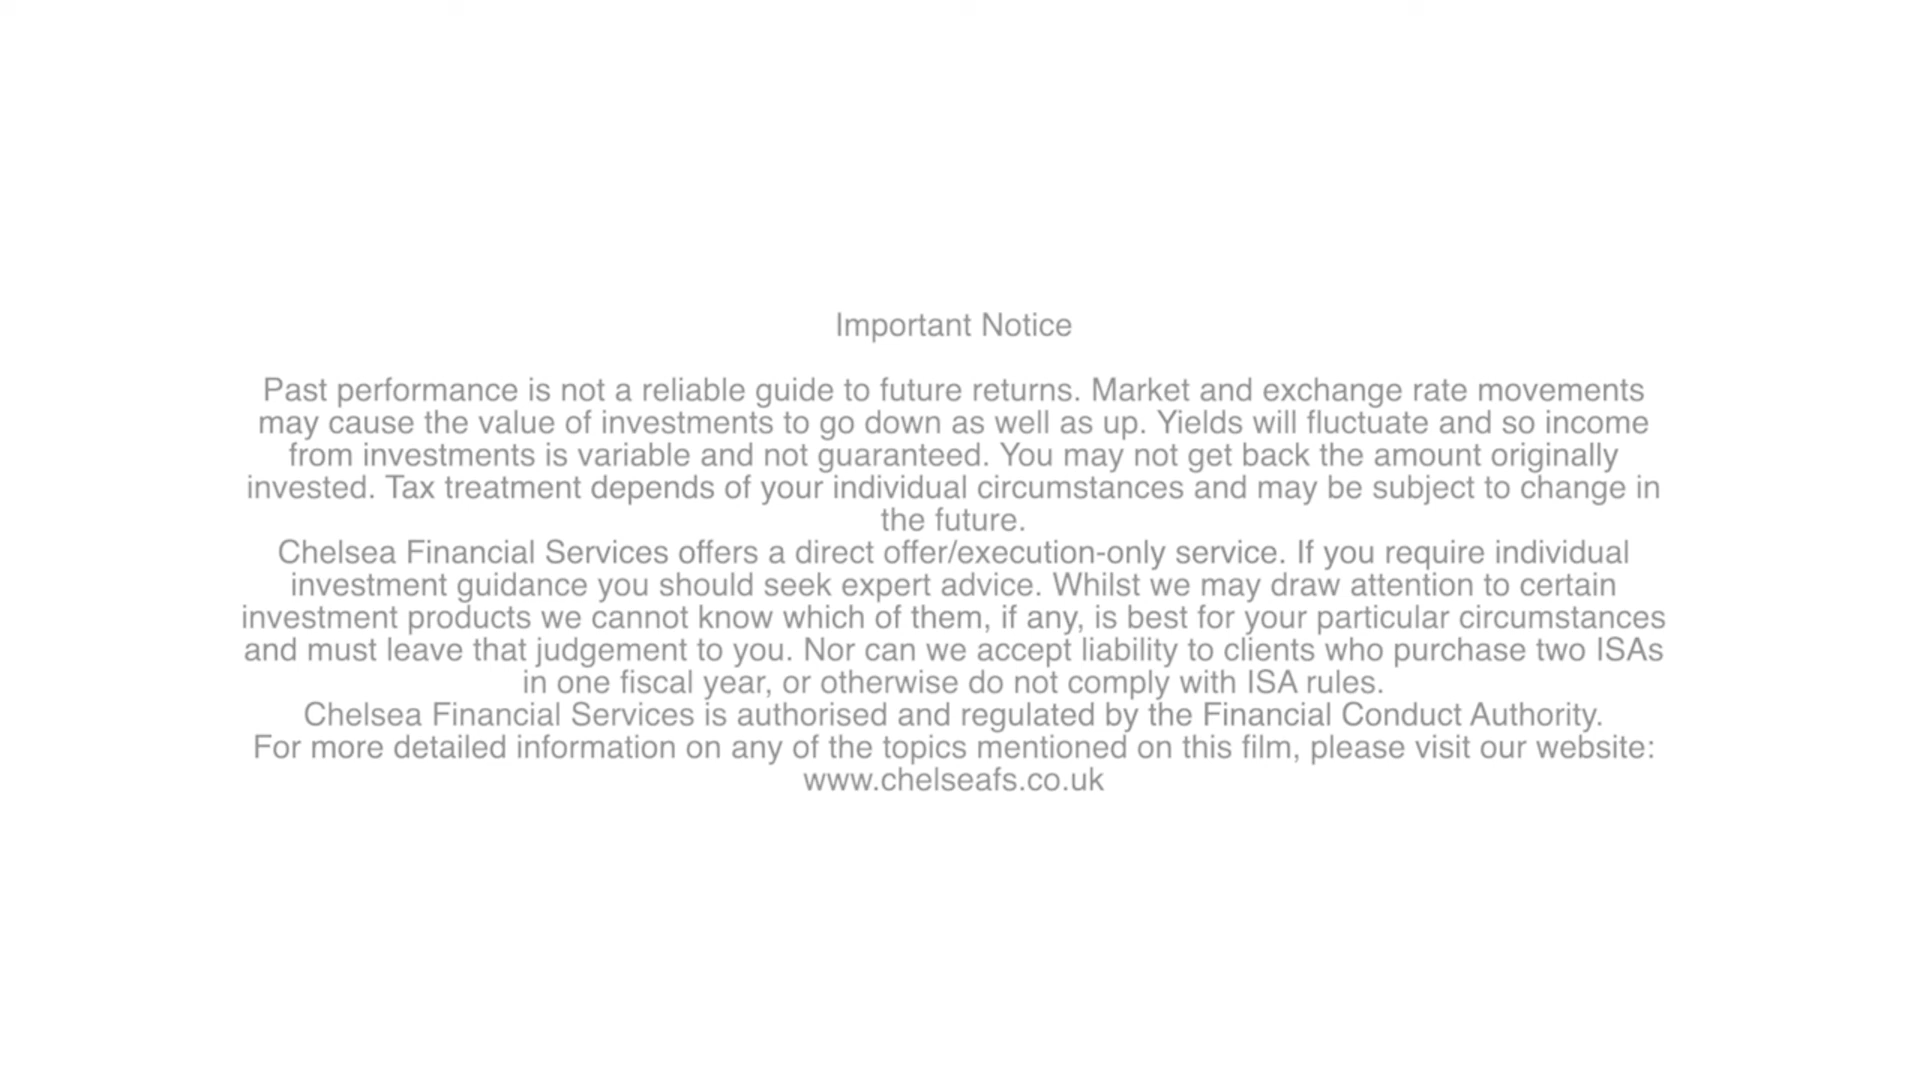 Important Notice
Past performance is not a reliable guide to future returns. Market and exchange rate movements
may cause the value of investments to go down as well as up. Yields will fluctuate and so income
from investments is variable and not guaranteed. You may not get back the amount originally
invested. Tax treatment depends of your individual circumstances and may be subject to change in
the future.
Chelsea Financial Services offers a direct offer/execution-only service. If you require individual
investment guidance you should seek expert advice. Whilst we may draw attention to certain
investment products we cannot know which of them, if any, is best for your particular circumstances
and must leave that judgement to you. Nor can we accept liability to clients who purchase two ISAs
in one fiscal year, or otherwise do not comply with ISA rules.
Chelsea Financial Services is authorised and regulated by the Financial Conduct Authority.
For more detailed information on any of the topics mentioned on this film, please visit our website:
www.chelseafs.co.uk